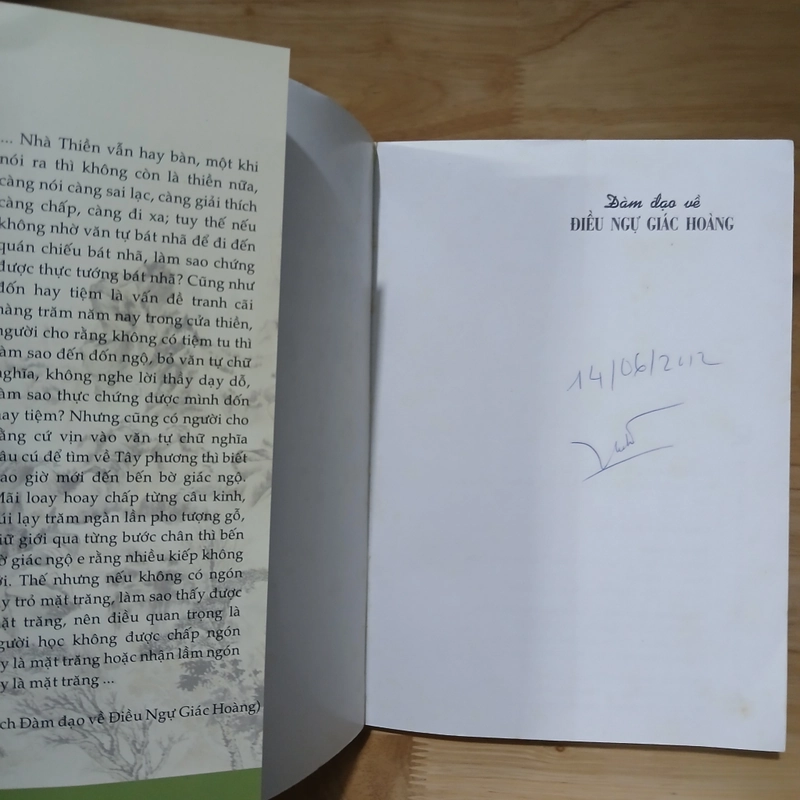 ... Nhà Thiền vẫn hay bàn, một khi
nói ra thì không còn là thiền nữa,
càng nói càng sai lạc, càng giải thích
càng chấp, càng đi xa; tuy thế nếu
không nhờ văn tự bát nhã để đi đến
quán chiếu bát nhã, làm sao chứng
được thực tướng bát nhã? Cũng như
đốn hay tiệm là vấn đề tranh cãi
hàng trăm năm nay trong cửa thiền,
người cho rằng không có tiệm tu thì
làm sao đến đốn ngộ, bỏ văn tự chữ
nghĩa, không nghe lời thầy dạy dỗ,
làm sao thực chứng được mình đốn
hay tiệm? Nhưng cũng có người cho
rằng cứ vịn vào văn tự chữ nghĩa
câu cú để tìm về Tây phương thì biết
bao giờ mới đến bến bờ giác ngộ.
Mãi loay hoay chấp từng câu kinh,
cúi lạy trăm ngàn lần pho tượng gỗ,
giữ giới qua từng bước chân thì bến
bờ giác ngộ e rằng nhiều kiếp không
tới. Thế nhưng nếu không có ngón
tay trỏ mặt trăng, làm sao thấy được
mặt trăng, nên điều quan trọng là
người học không được chấp ngón
tay là mặt trăng hoặc nhận lầm ngón
tay là mặt trăng ...
ch Đàm đạo về Điều Ngự Giác Hoàng)
Đàm đạo về
ĐIỀU NGỰ GIÁC HOÀNG
14/06/2012